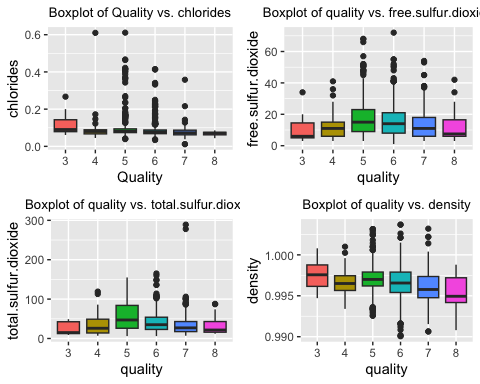 Boxplot of Quality vs. chlorides
chlorides
0.6
0.4
0.2
0.0
3 4 5 6 7 8
Quality
Boxplot of quality vs. free.sulfur.dioxi
free.sulfur.dioxide
60
40
20
0
3 4 5 6 7 8
quality
Boxplot of quality vs. total.sulfur.diox
total.sulfur.dioxide
300
200
100
0
3 4 5 6 7 8
quality
Boxplot of quality vs. density
density
1.000
0.995
0.990
3 4 5 6 7 8
quality